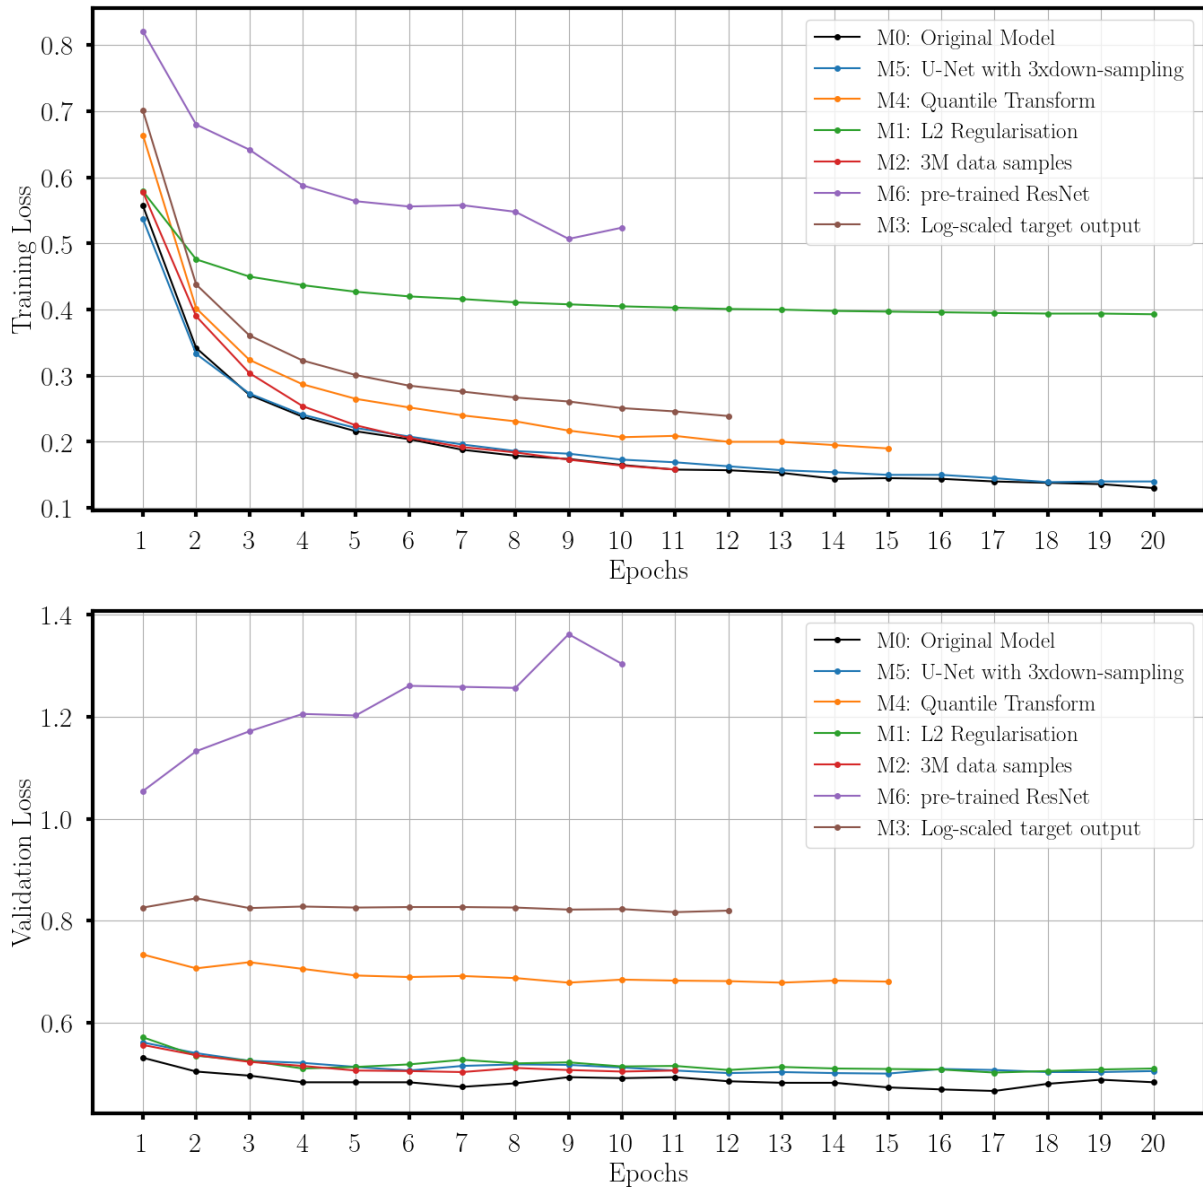 0.8
0.7
0.6
0.5
0.4
0.3
0.2
0.1
Training Loss
M0: Original Model
M5: U-Net with 3xdown-sampling
M4: Quantile Transform
M1: L2 Regularisation
M2: 3M data samples
M6: pre-trained ResNet
M3: Log-scaled target output
1 2 3 4 5 6 7 8 9 10 11 12 13 14 15 16 17 18 19 20
Epochs
1.4
1.2
1.0
0.8
0.6
Validation Loss
M0: Original Model
M5: U-Net with 3xdown-sampling
M4: Quantile Transform
M1: L2 Regularisation
M2: 3M data samples
M6: pre-trained ResNet
M3: Log-scaled target output
1 2 3 4 5 6 7 8 9 10 11 12 13 14 15 16 17 18 19 20
Epochs